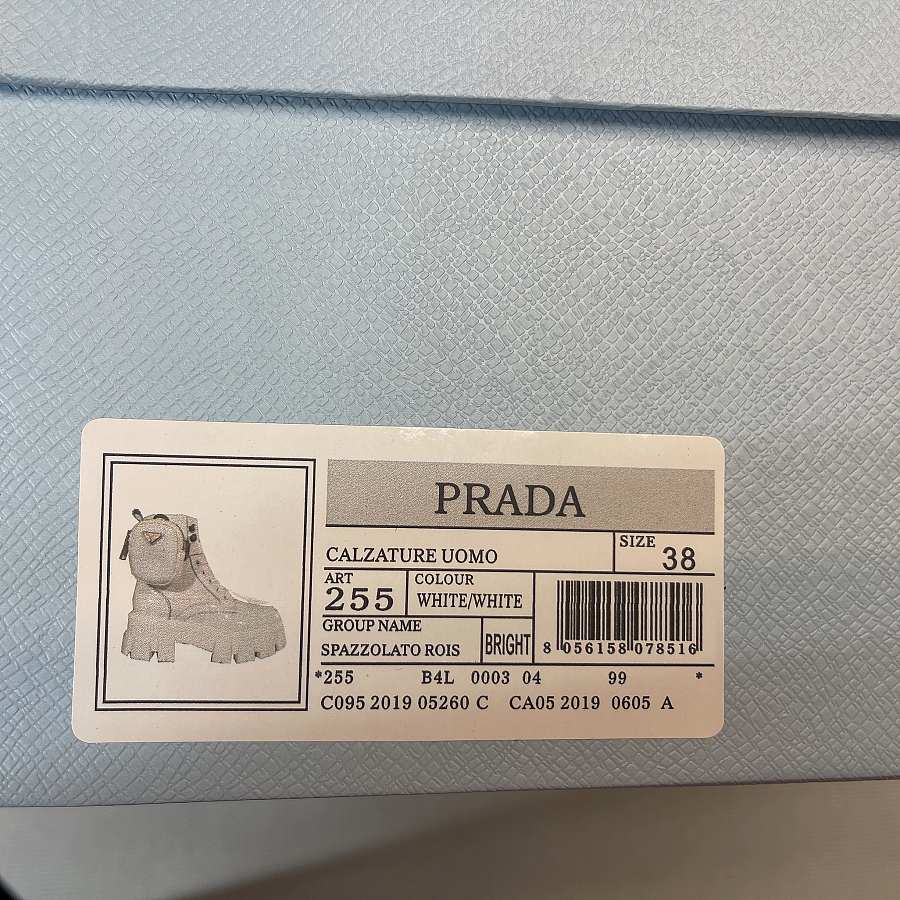 PRADA
CALZATURE UOMO
SIZE 38
ART 255
COLOUR WHITE/WHITE
GROUP NAME
SPAZZOLATO ROIS
BRIGHT
8 056158 078516
*255 B4L 0003 04 99 *
C095 2019 05260 C CA05 2019 0605 A